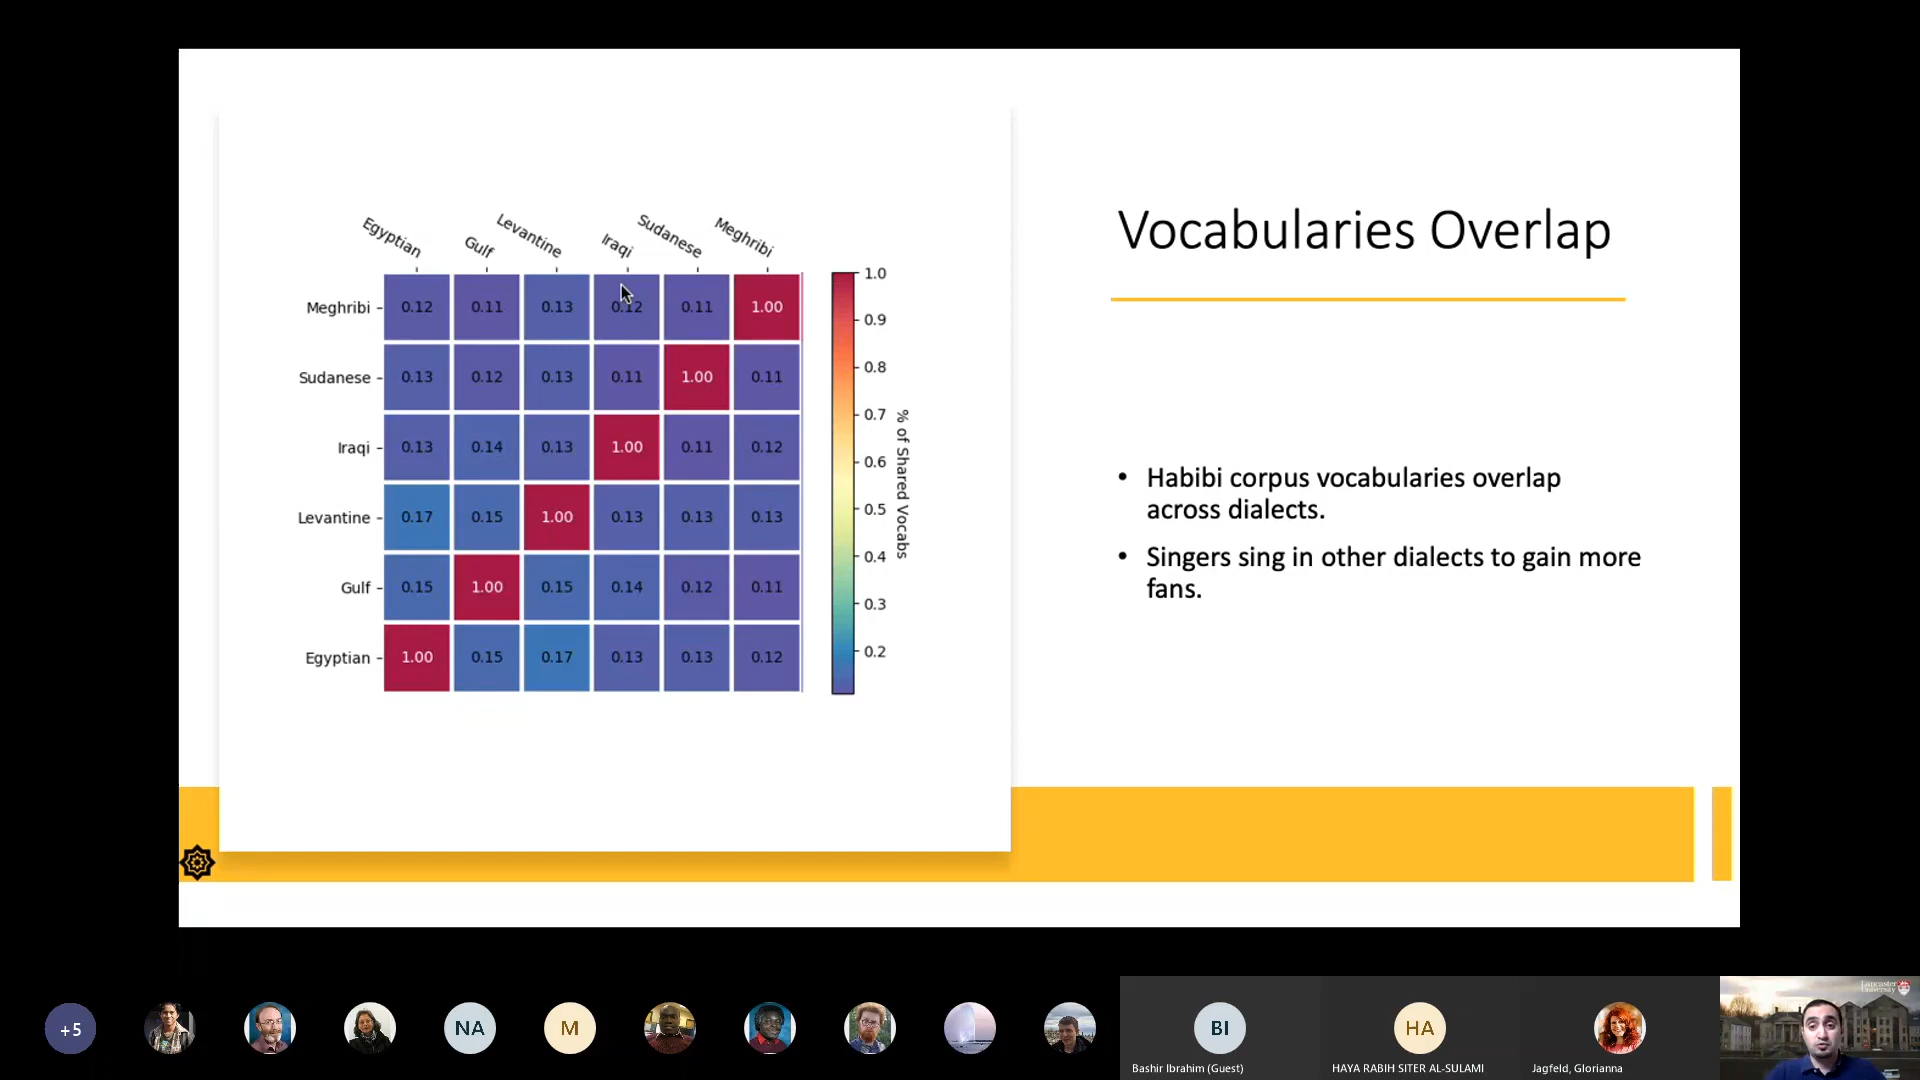 Vocabularies Overlap
Egyptian Gulf Levantine Iraqi Sudanese Meghribi
Meghribi 0.12 0.11 0.13 0.12 0.11 1.00
Sudanese 0.13 0.12 0.13 0.11 1.00 0.11
Iraqi 0.13 0.14 0.13 1.00 0.11 0.12
Levantine 0.17 0.15 1.00 0.13 0.13 0.13
Gulf 0.15 1.00 0.15 0.14 0.12 0.11
Egyptian 1.00 0.15 0.17 0.13 0.13 0.12
1.0
0.9
0.8
0.7
0.6
0.5
0.4
0.3
0.2
% of Shared Vocabs
• Habibi corpus vocabularies overlap
across dialects.
• Singers sing in other dialects to gain more
fans.
+5
NA
M
BI
Bashir Ibrahim (Guest)
HA
HAYA RABIH SITER AL-SULAMI
Jagfeld, Glorianna
Lancaster
University